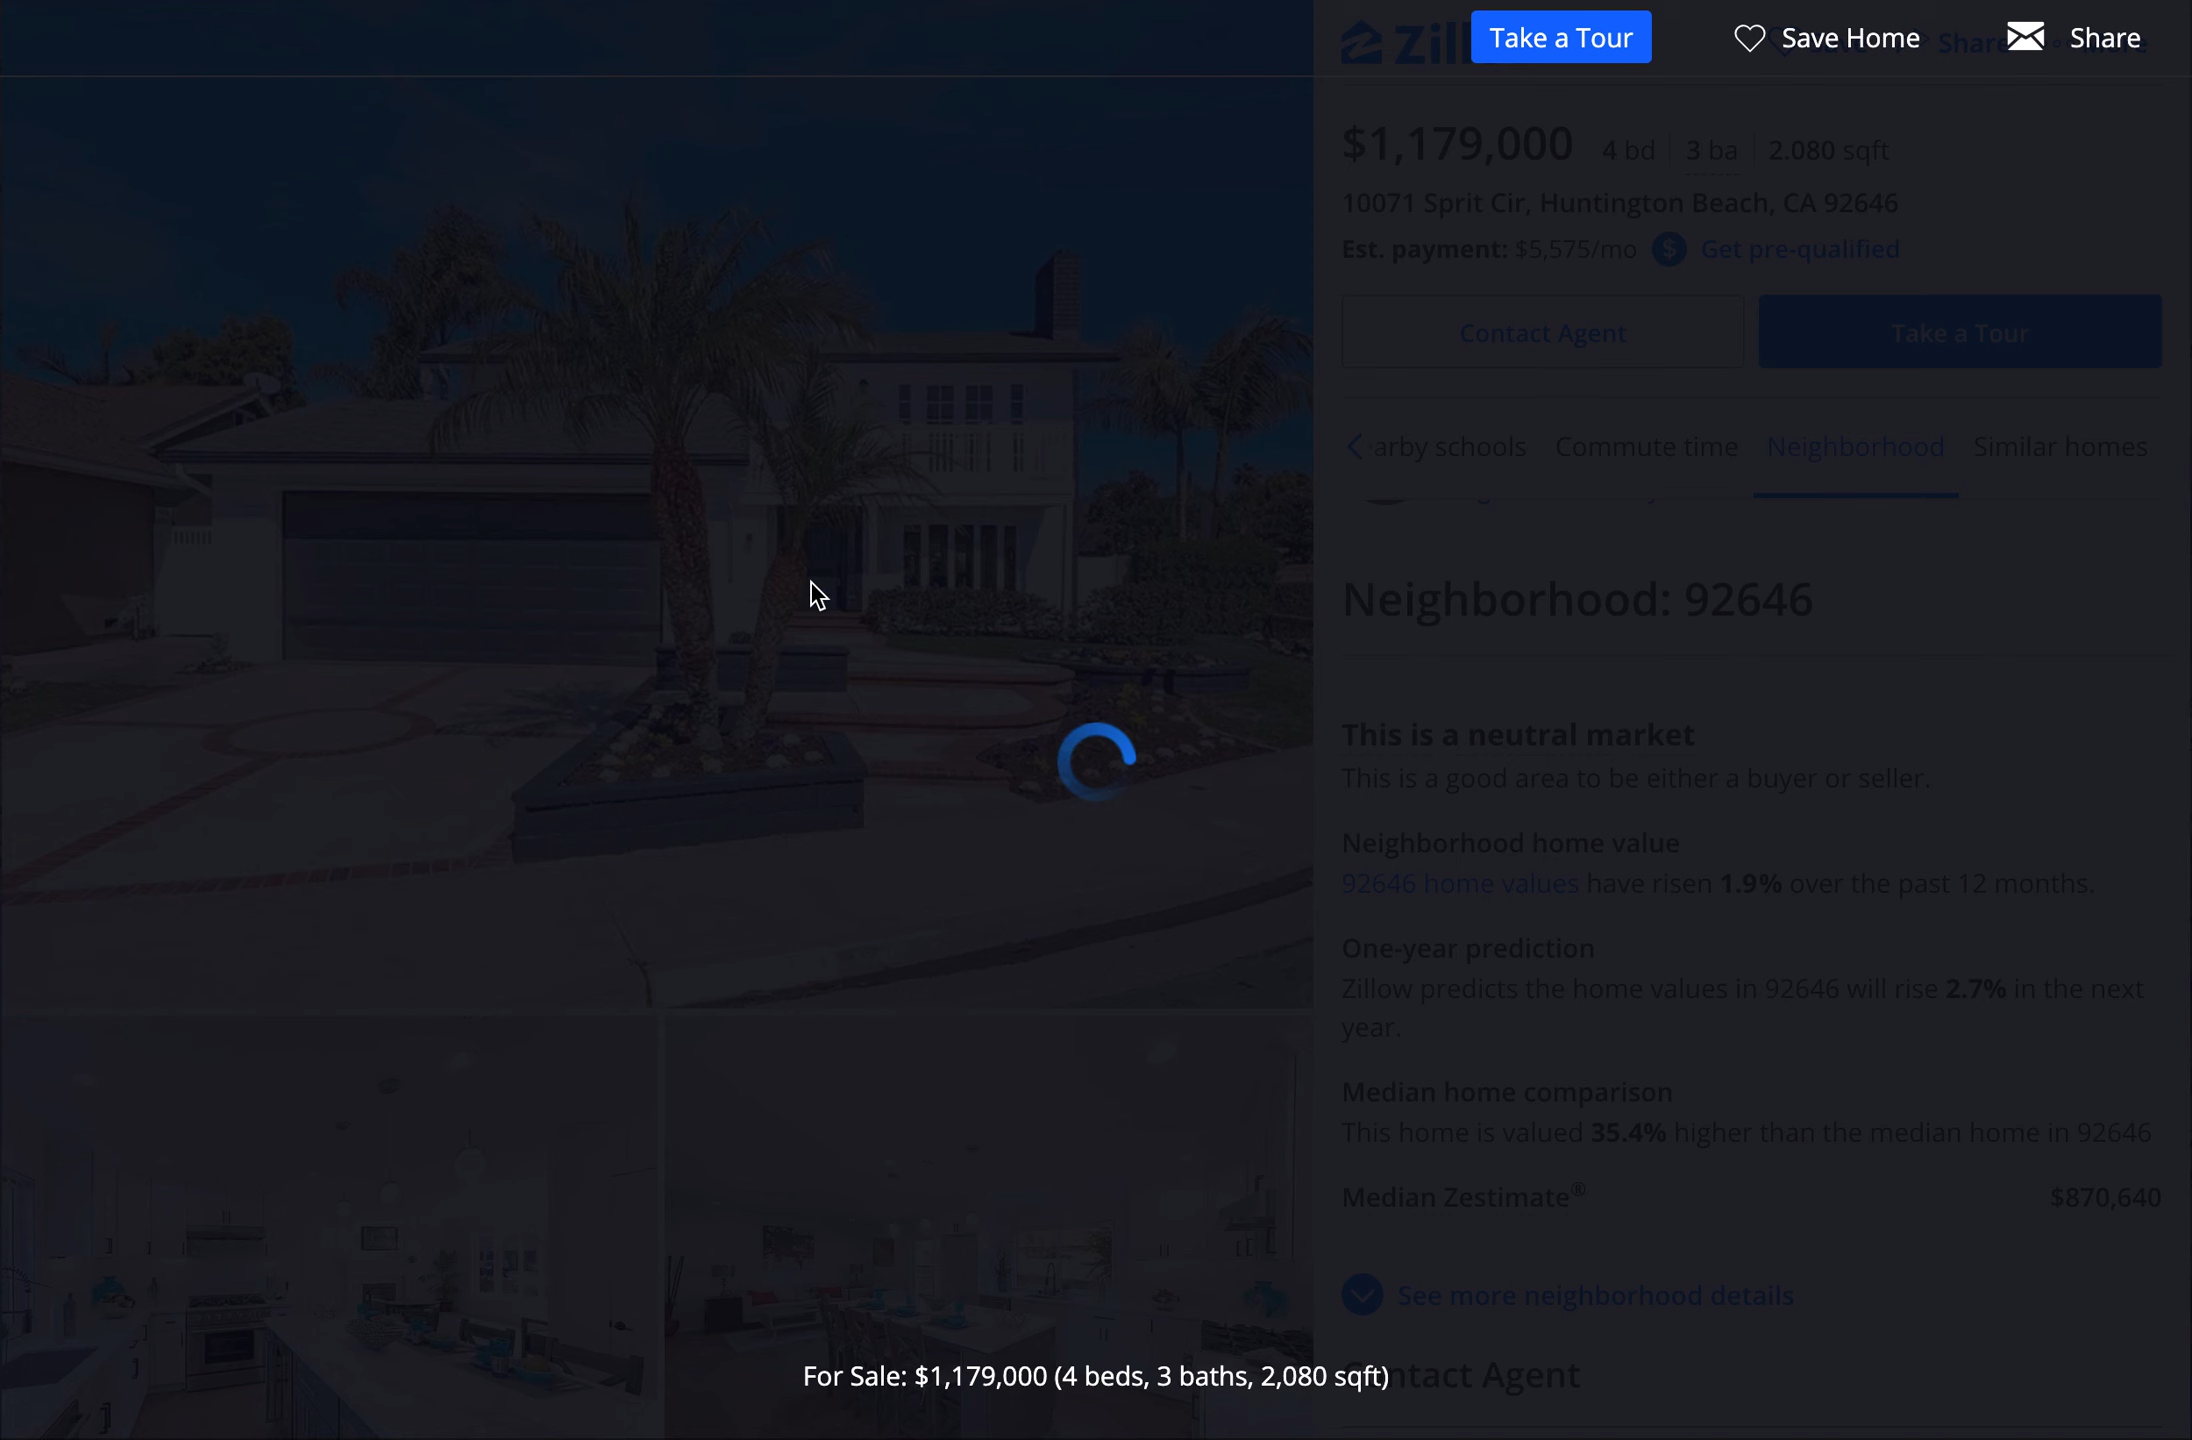 Take a Tour
Save Home
Share
Zill
Share
$1,179,000 4 bd 3 ba 2.080 sqft
10071 Sprit Cir, Huntington Beach, CA 92646
Est. payment: $5,575/mo $ Get pre-qualified
Contact Agent
Take a Tour
arby schools Commute time Neighborhood Similar homes
Neighborhood: 92646
This is a neutral market
This is a good area to be either a buyer or seller.
Neighborhood home value
92646 home values have risen 1.9% over the past 12 months.
One-year prediction
Zillow predicts the home values in 92646 will rise 2.7% in the next
year.
Median home comparison
This home is valued 35.4% higher than the median home in 92646
Median Zestimate® $870,640
See more neighborhood details
For Sale: $1,179,000 (4 beds, 3 baths, 2,080 sqft)
ntact Agent